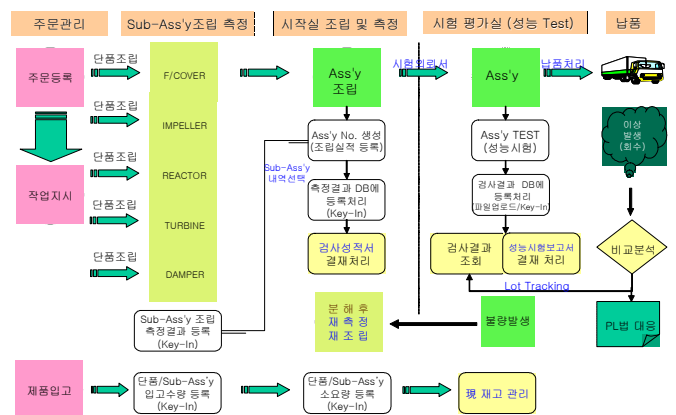 주문관리
Sub-Ass'y조립 측정
시작실 조립 및 측정
시험 평가실 (성능 Test)
납품
주문등록
단품조립
F/COVER
Ass'y
조립
시험의뢰서
Ass'y
납품처리
단품조립
IMPELLER
Ass'y No. 생성
(조립실적 등록)
Ass'y TEST
(성능시험)
이상
발생
(회수)
작업지시
단품조립
REACTOR
Sub-Ass'y
내역선택
측정결과 DB에
등록처리
(Key-In)
검사결과 DB에
등록처리
(파일업로드/Key-In)
단품조립
TURBINE
검사성적서
결재처리
검사결과
조회
성능시험보고서
결재 처리
비교분석
단품조립
DAMPER
Lot Tracking
Sub-Ass'y 조립
측정결과 등록
(Key-In)
분 해 후
재 측 정
재 조 립
불량발생
PL법 대응
제품입고
단품/Sub-Ass'y
입고수량 등록
(Key-In)
단품/Sub-Ass'y
소요량 등록
(Key-In)
現 재고 관리